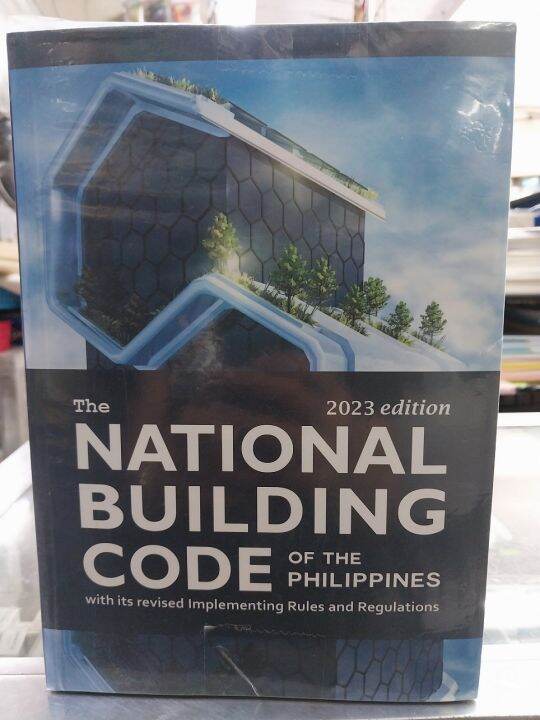 The
2023 edition
NATIONAL
BUILDING
CODE
OF THE
PHILIPPINES
with its revised Implementing Rules and Regulations